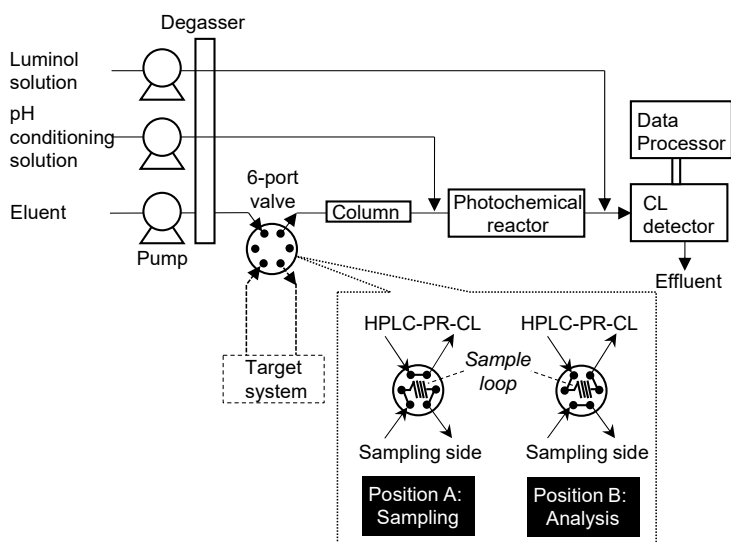 Degasser
Luminol
solution
pH
conditioning
solution
Data
Processor
6-port
valve
Eluent
Column
Photochemical
reactor
CL
detector
Pump
Effluent
HPLC-PR-CL
HPLC-PR-CL
Sample
loop
Target
system
Sampling side
Sampling side
Position A:
Sampling
Position B:
Analysis